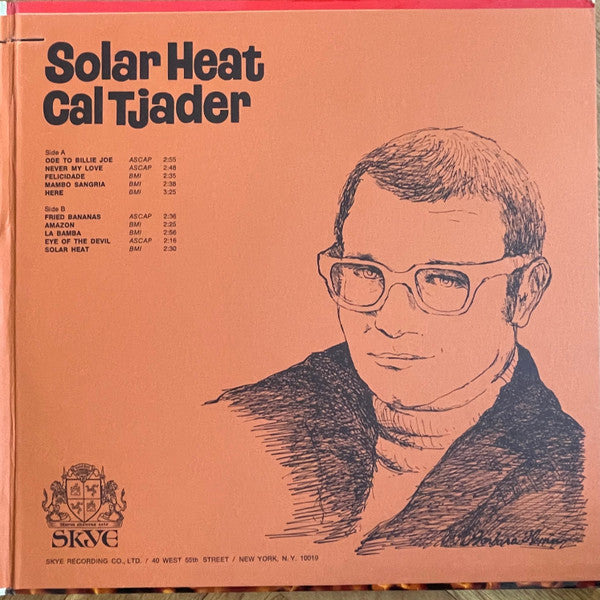 Solar Heat
Cal Tjader
Side A
ODE TO BILLIE JOE ASCAP 2:55
NEVER MY LOVE ASCAP 2:48
FELICIDADE BMI 2:35
MAMBO SANGRIA BMI 2:38
HERE BMI 3:25
Side B
FRIED BANANAS ASCAP 2:36
AMAZON BMI 2:25
LA BAMBA BMI 2:56
EYE OF THE DEVIL ASCAP 2:16
SOLAR HEAT BMI 2:30
Barbara
SKYE
SKYE RECORDING CO., LTD. / 40 WEST 55th STREET / NEW YORK, N.Y. 10019